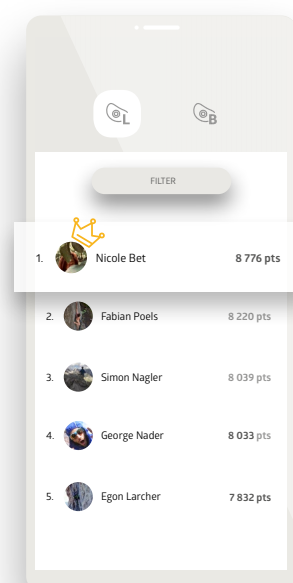 L
B
FILTER
1. Nicole Bet 8 776 pts
2. Fabian Poels 8 220 pts
3. Simon Nagler 8 039 pts
4. George Nader 8 033 pts
5. Egon Larcher 7 832 pts